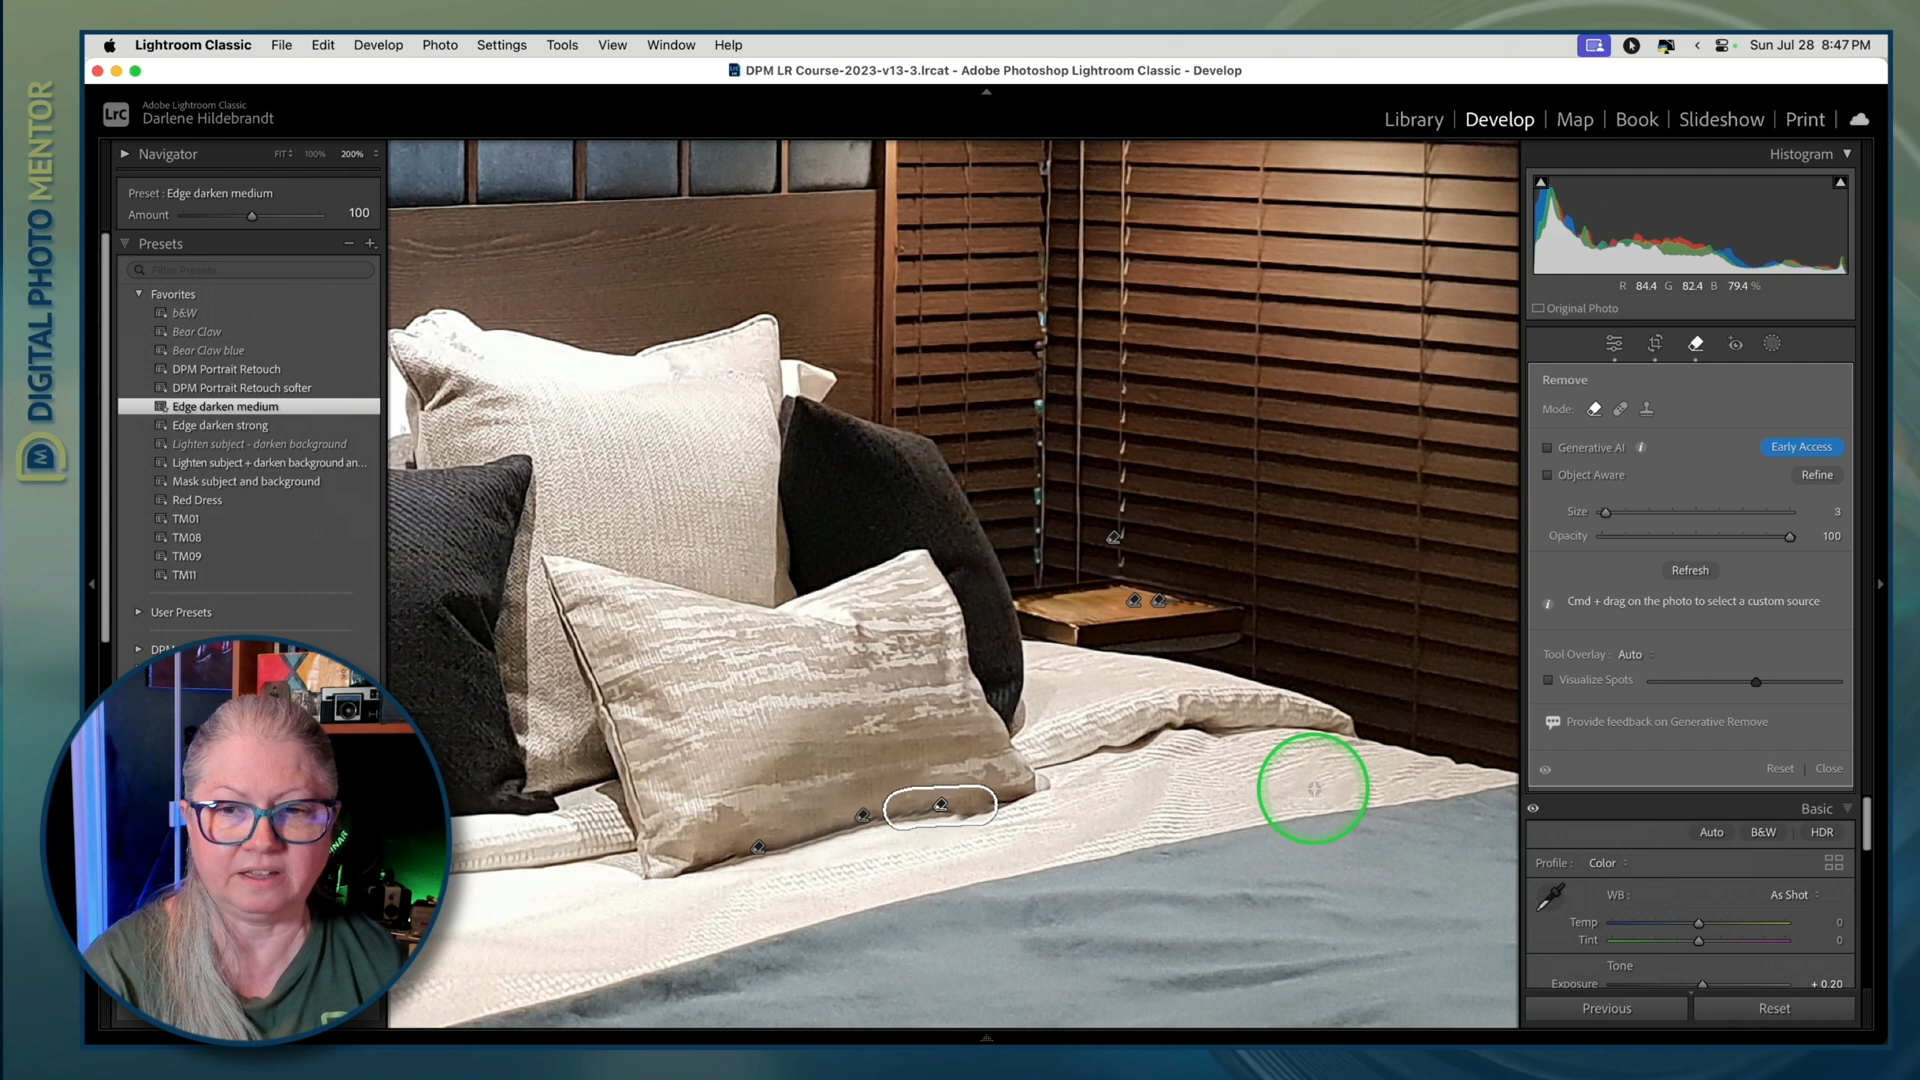 Lightroom Classic File Edit Develop Photo Settings Tools View Window Help
Sun Jul 28 8:47 PM
DPM LR Course-2023-v13-3.lrcat - Adobe Photoshop Lightroom Classic - Develop
DIGITAL PHOTO MENTOR
LrC
Adobe Lightroom Classic
Darlene Hildebrandt
Library | Develop | Map | Book | Slideshow | Print
Navigator FIT 100% 200%
Preset : Edge darken medium
Amount 100
Presets
Filter Presets
Favorites
b&W
Bear Claw
Bear Claw blue
DPM Portrait Retouch
DPM Portrait Retouch softer
Edge darken medium
Edge darken strong
Lighten subject - darken background
Lighten subject + darken background an...
Mask subject and background
Red Dress
TM01
TM08
TM09
TM11
User Presets
Histogram
R 84.4 G 82.4 B 79.4 %
Original Photo
Remove
Mode:
Generative AI Early Access
Object Aware Refine
Size 3
Opacity 100
Refresh
Cmd + drag on the photo to select a custom source
Tool Overlay : Auto
Visualize Spots
Provide feedback on Generative Remove
Reset Close
Basic
Auto B&W HDR
Profile : Color
WB : As Shot
Temp 0
Tint 0
Tone
Exposure + 0.20
Previous Reset